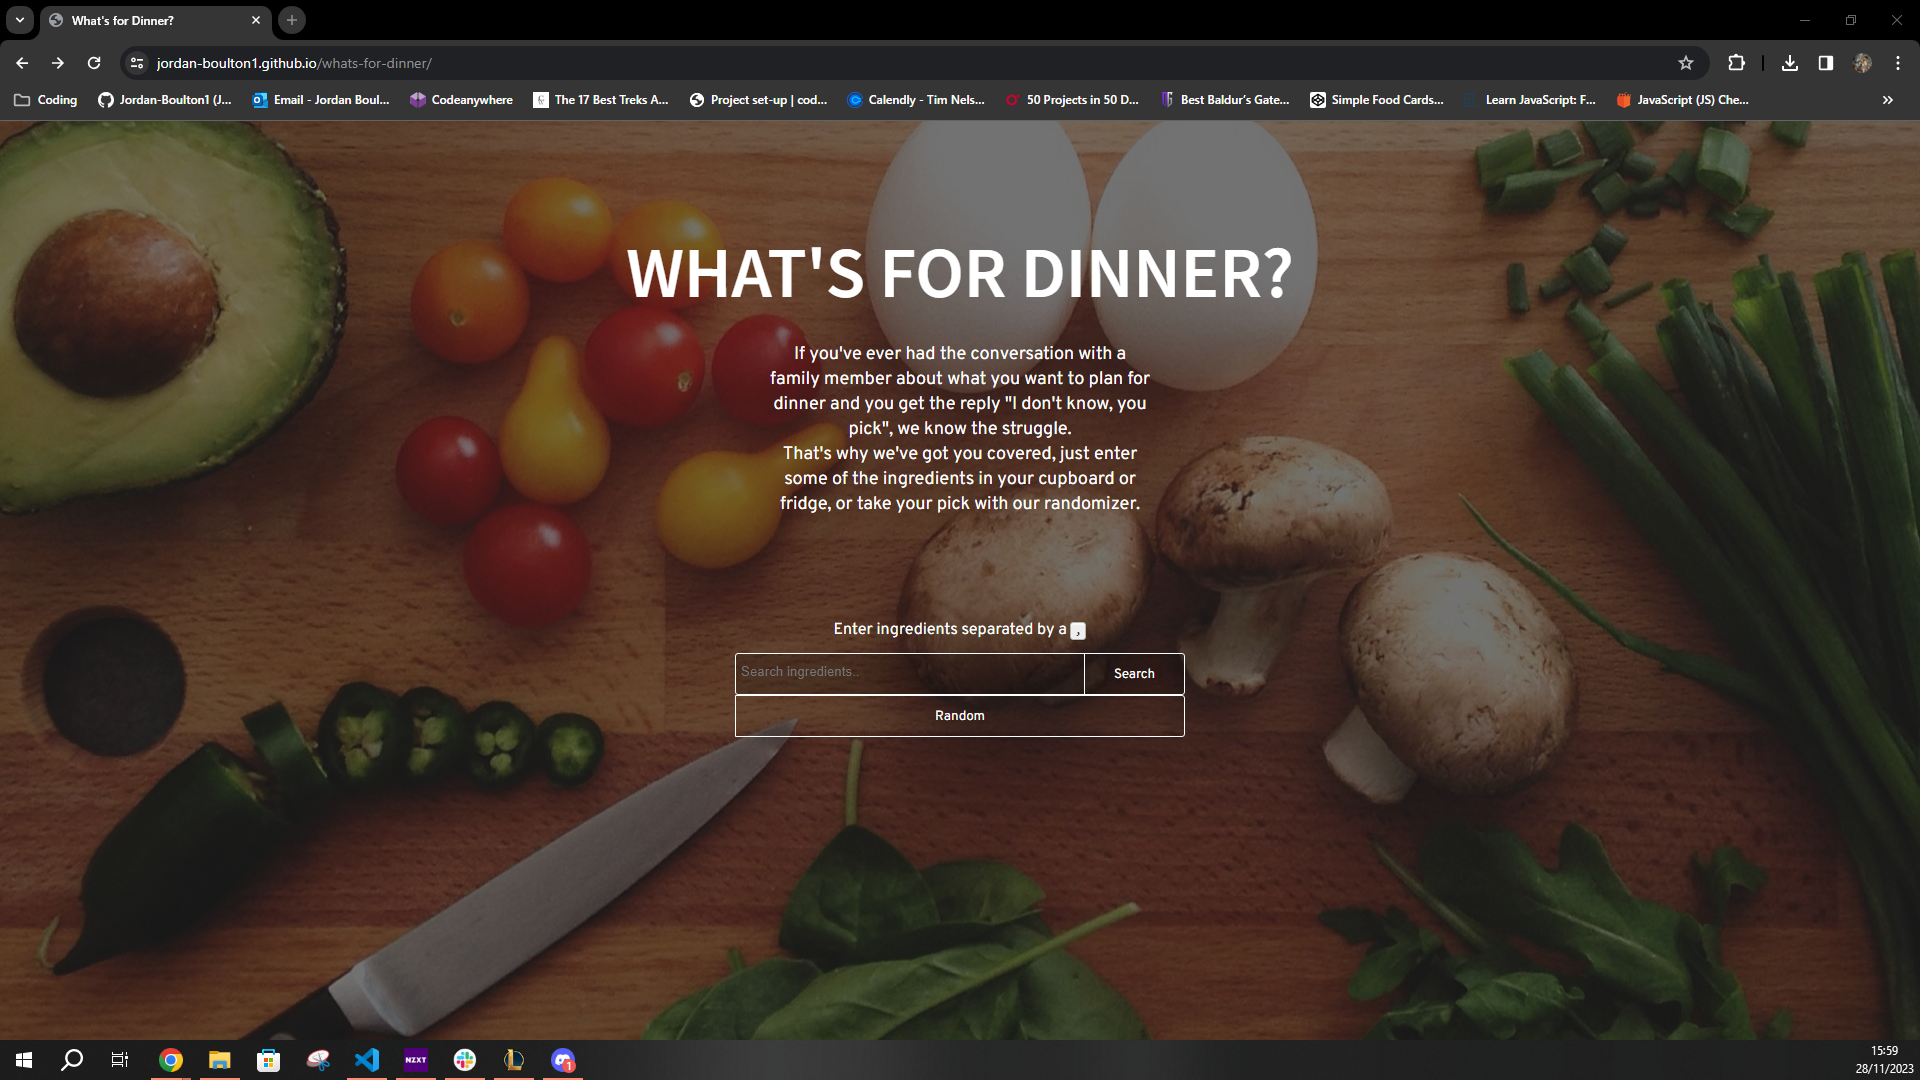 What's for Dinner?
jordan-boulton1.github.io/whats-for-dinner/
Coding
Jordan-Boulton1 (J...
Email - Jordan Boul...
Codeanywhere
The 17 Best Treks A...
Project set-up | cod...
Calendly - Tim Nels...
50 Projects in 50 D...
Best Baldur's Gate...
Simple Food Cards...
Learn JavaScript: F...
JavaScript (JS) Che...
WHAT'S FOR DINNER?
If you've ever had the conversation with a
family member about what you want to plan for
dinner and you get the reply "I don't know, you
pick", we know the struggle.
That's why we've got you covered, just enter
some of the ingredients in your cupboard or
fridge, or take your pick with our randomizer.
Enter ingredients separated by a ,
Search ingredients..
Search
Random
NZXT
1
15:59
28/11/2023